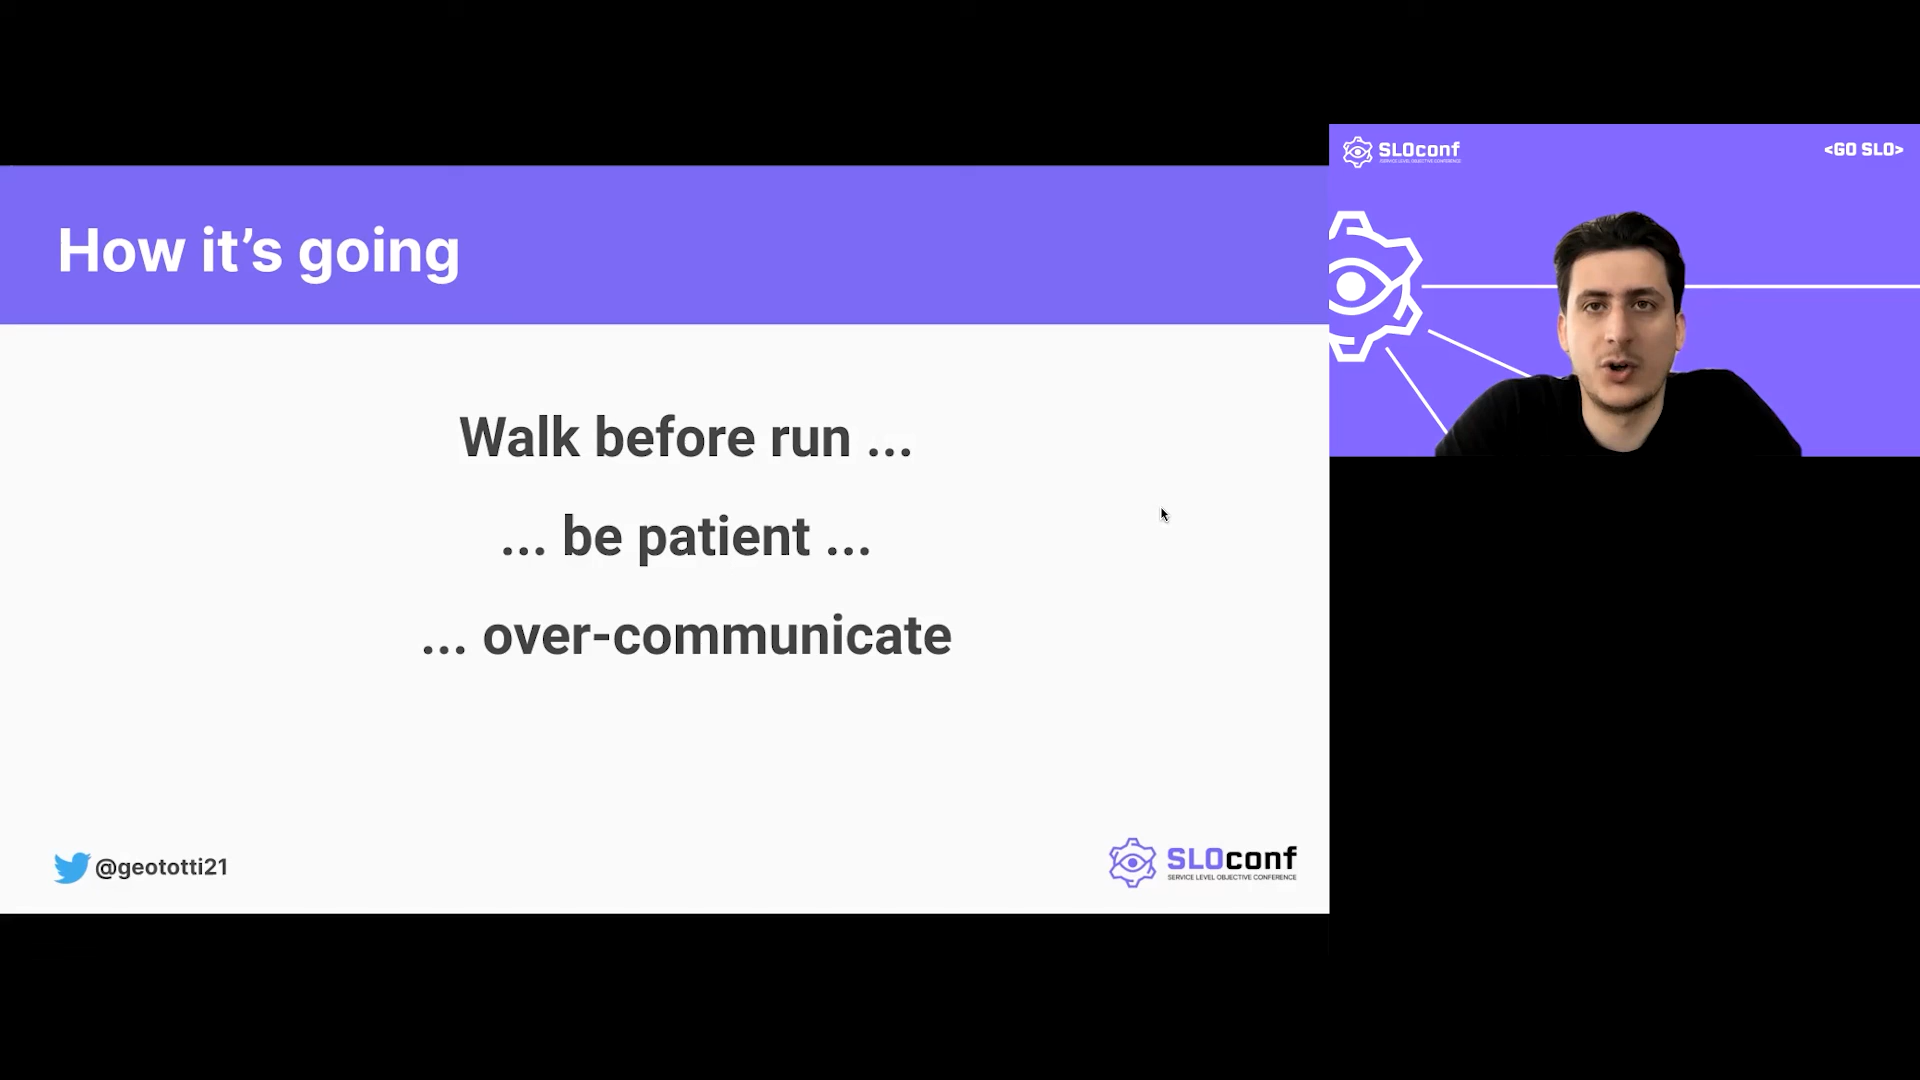 How it’s going
Walk before run ...
... be patient ...
... over-communicate
@geototti21
SLOconf
SERVICE LEVEL OBJECTIVE CONFERENCE
SLOconf
SERVICE LEVEL OBJECTIVE CONFERENCE
<GO SLO>